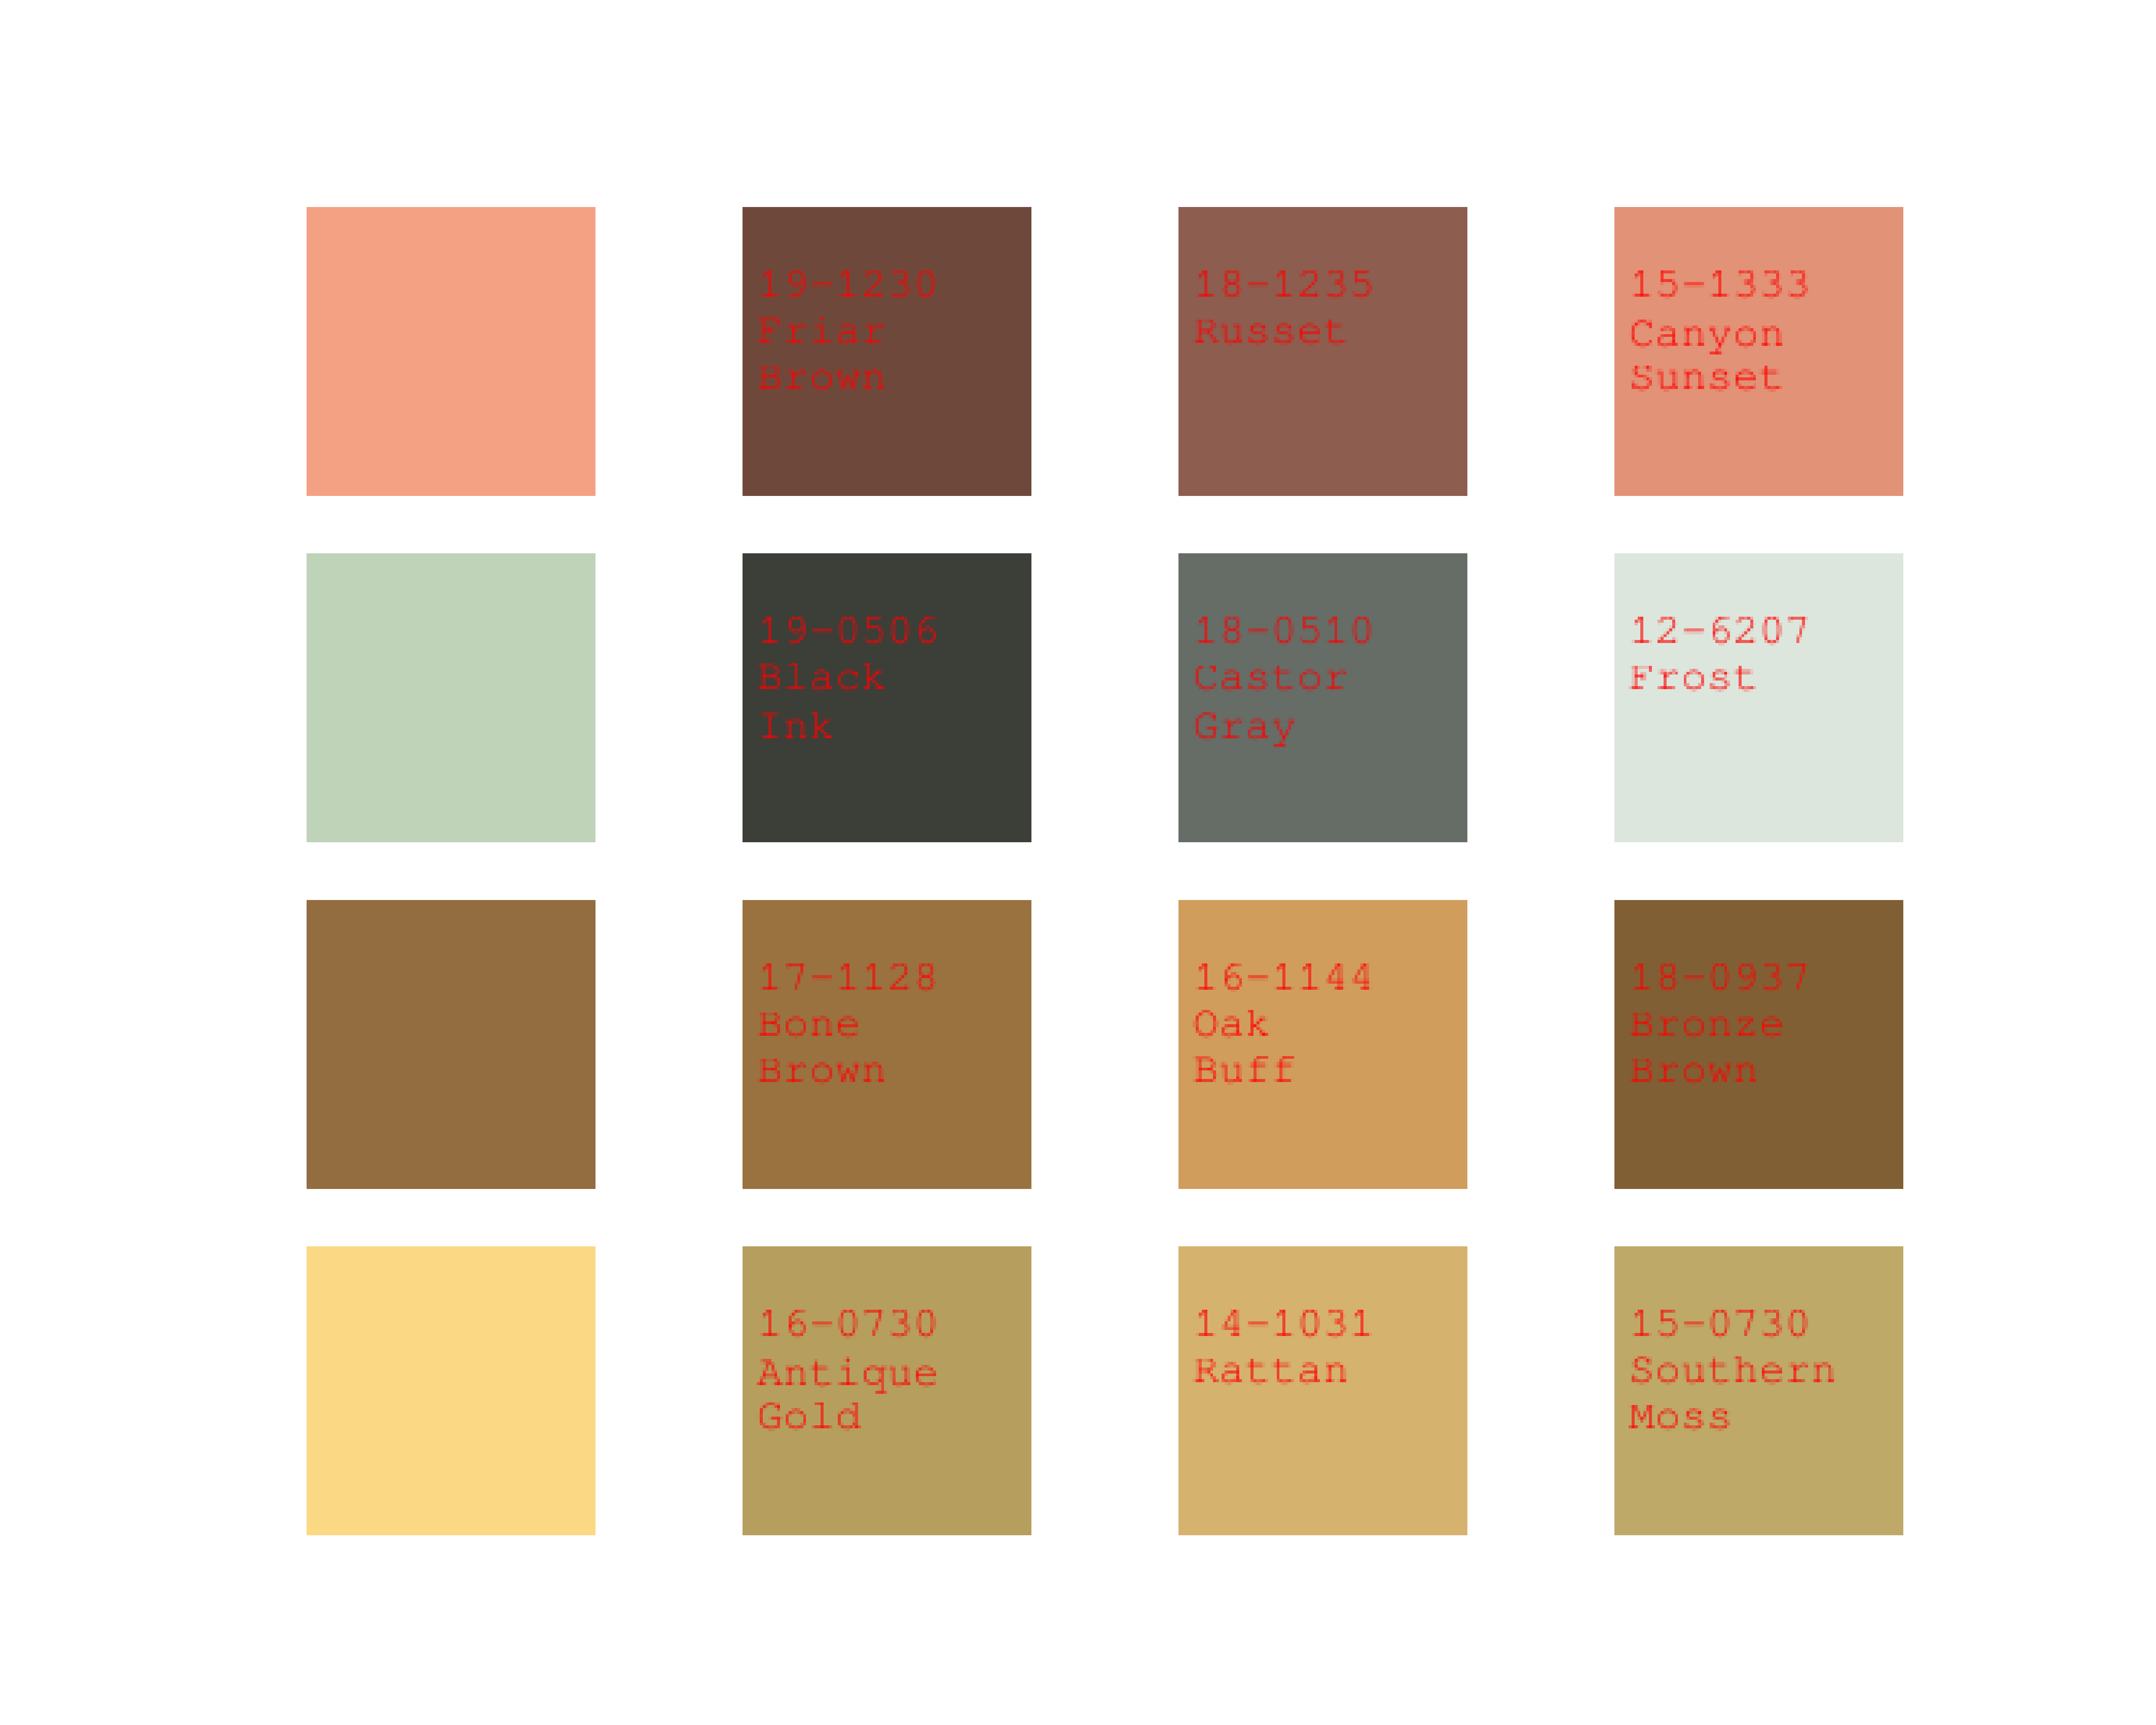 19-1230
Friar
Brown
18-1235
Russet
15-1333
Canyon
Sunset
19-0506
Black
Ink
18-0510
Castor
Gray
12-6207
Frost
17-1128
Bone
Brown
16-1144
Oak
Buff
18-0937
Bronze
Brown
16-0730
Antique
Gold
14-1031
Rattan
15-0730
Southern
Moss